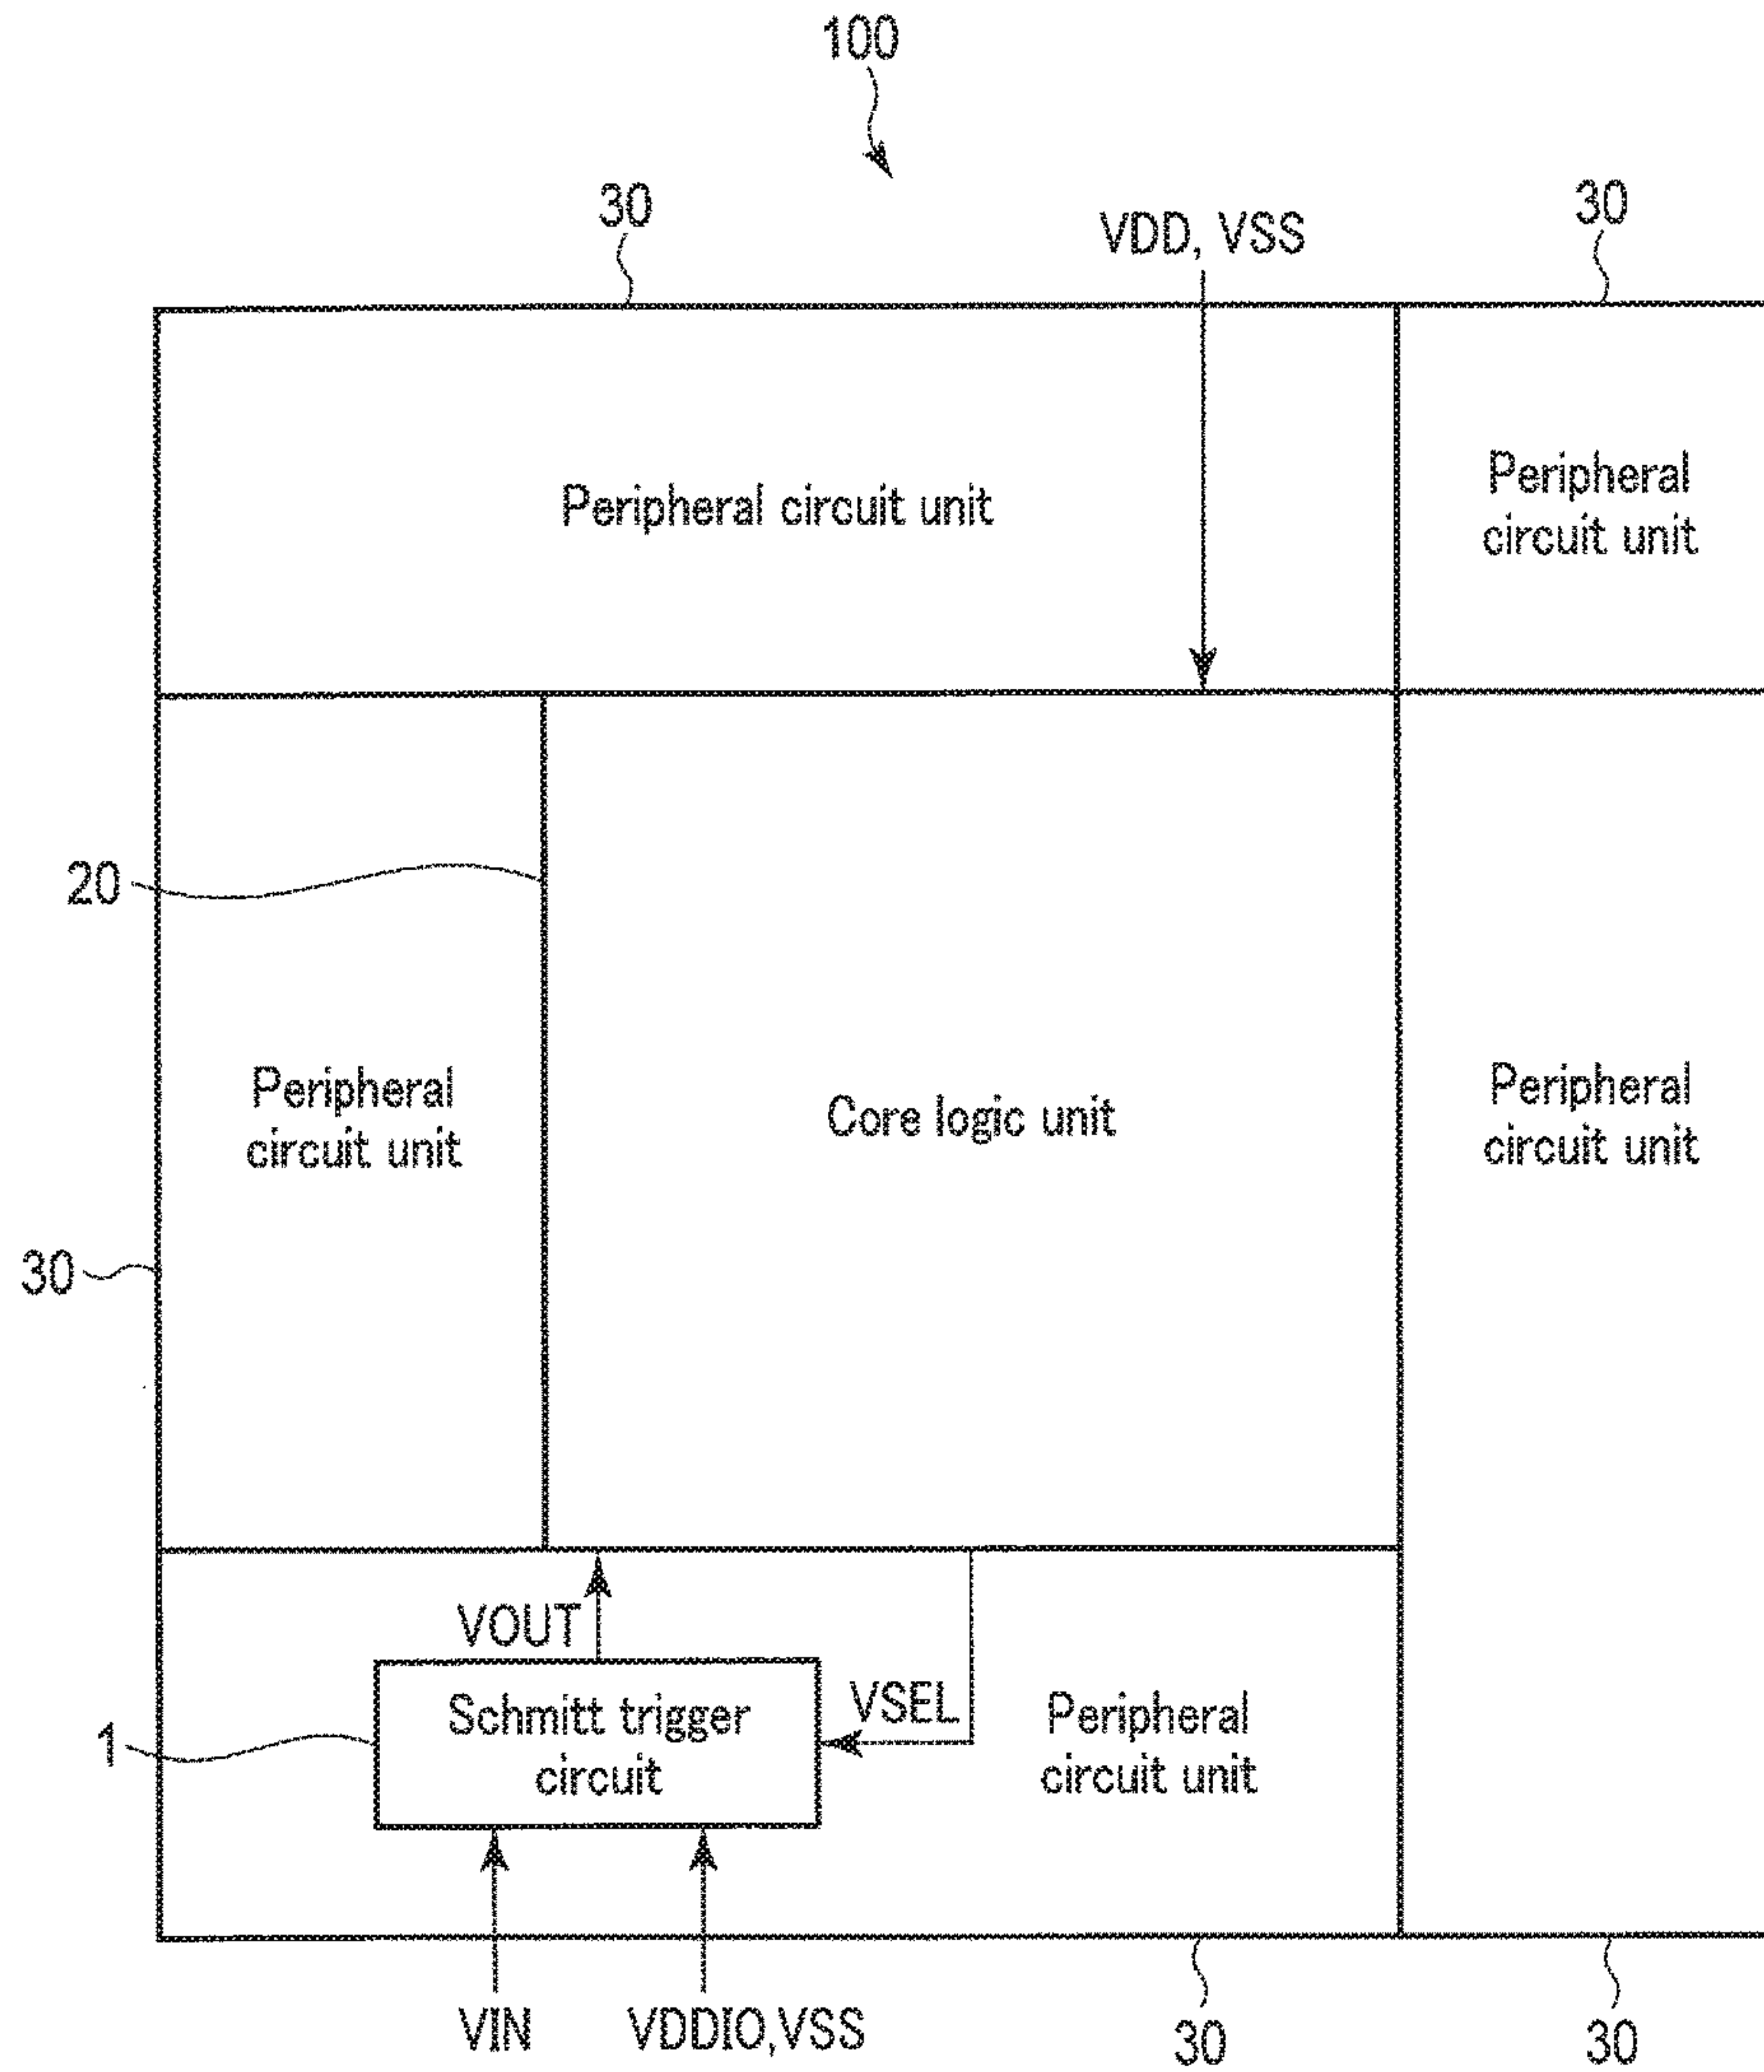 100
30
VDD, VSS
30
Peripheral circuit unit
Peripheral
circuit unit
20
Peripheral
circuit unit
Core logic unit
Peripheral
circuit unit
30
VOUT
VSEL
1
Schmitt trigger
circuit
Peripheral
circuit unit
VIN
VDDIO,VSS
30
30